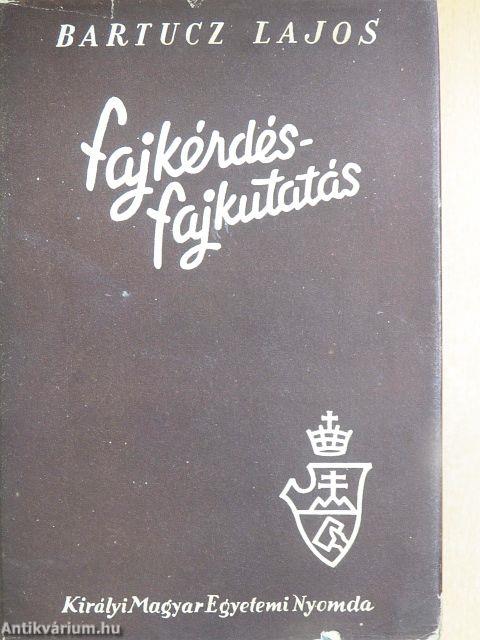 BARTUCZ LAJOS
fajkérdés-
fajkutatás
Királyi Magyar Egyetemi Nyomda
Antikvárium.hu